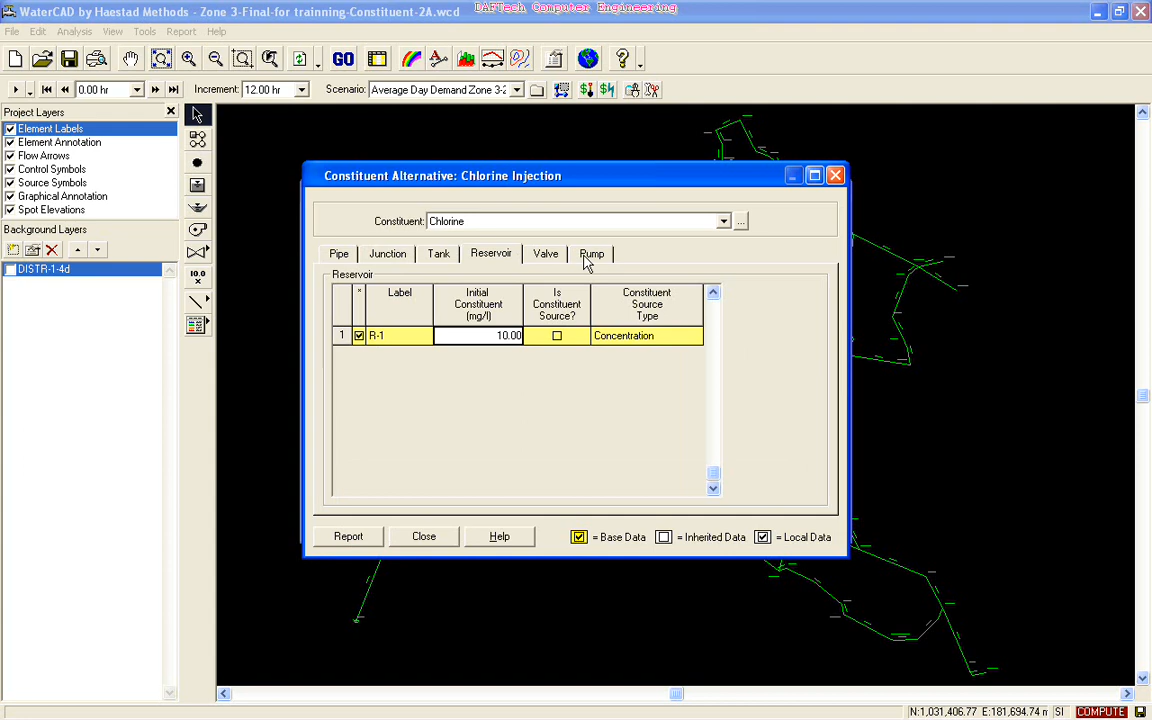 WaterCAD by Haestad Methods - Zone 3-Final-for trainning-Constituent-2A.wcd
DAFTech Computer Engineering
File Edit Analysis View Tools Report Help
GO
0.00 hr
Increment: 12.00 hr
Scenario: Average Day Demand Zone 3-2
Project Layers
Element Labels
Element Annotation
Flow Arrows
Control Symbols
Source Symbols
Graphical Annotation
Spot Elevations
Background Layers
DISTR-1-4d
10.0
Constituent Alternative: Chlorine Injection
Constituent: Chlorine ...
Pipe Junction Tank Reservoir Valve Pump
Reservoir
* Label
Initial
Constituent
(mg/l)
Is
Constituent
Source?
Constituent
Source
Type
1 R-1 10.00 Concentration
Report Close Help
= Base Data = Inherited Data = Local Data
N:1,031,406.77 E:181,694.74 m SI COMPUTE